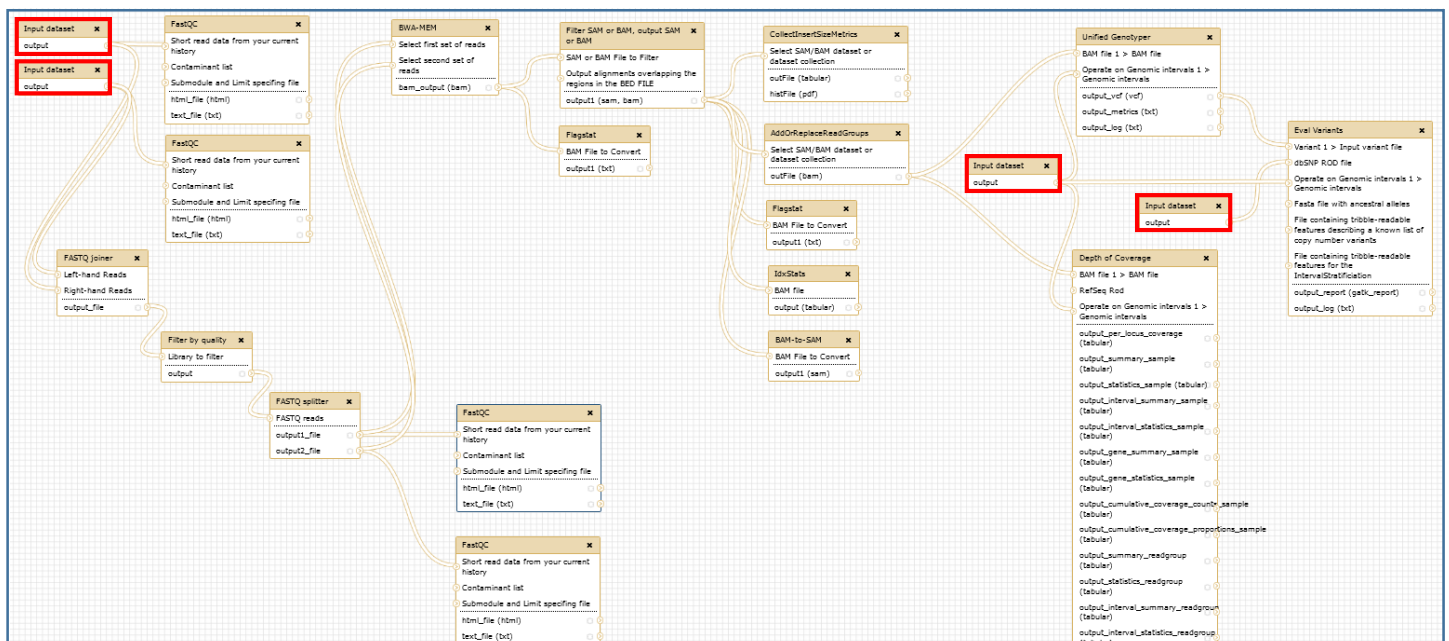 Input dataset
output
Input dataset
output
FastQC
Short read data from your current
history
Contaminant list
Submodule and Limit specifing file
html_file (html)
text_file (txt)
FastQC
Short read data from your current
history
Contaminant list
Submodule and Limit specifing file
html_file (html)
text_file (txt)
FASTQ joiner
Left-hand Reads
Right-hand Reads
output_file
Filter by quality
Library to filter
output
FASTQ splitter
FASTQ reads
output1_file
output2_file
BWA-MEM
Select first set of reads
Select second set of
reads
bam_output (bam)
FastQC
Short read data from your current
history
Contaminant list
Submodule and Limit specifing file
html_file (html)
text_file (txt)
FastQC
Short read data from your current
history
Contaminant list
Submodule and Limit specifing file
html_file (html)
text_file (txt)
Filter SAM or BAM, output SAM
or BAM
SAM or BAM File to Filter
Output alignments overlapping the
regions in the BED FILE
output1 (sam, bam)
Flagstat
BAM File to Convert
output1 (txt)
CollectInsertSizeMetrics
Select SAM/BAM dataset or
dataset collection
outFile (tabular)
histFile (pdf)
AddOrReplaceReadGroups
Select SAM/BAM dataset or
dataset collection
outFile (bam)
Flagstat
BAM File to Convert
output1 (txt)
IdxStats
BAM file
output (tabular)
BAM-to-SAM
BAM File to Convert
output1 (sam)
Input dataset
output
Unified Genotyper
BAM file 1 > BAM file
Operate on Genomic intervals 1 >
Genomic intervals
output_vcf (vcf)
output_metrics (txt)
output_log (txt)
Input dataset
output
Depth of Coverage
BAM file 1 > BAM file
RefSeq Rod
Operate on Genomic intervals 1 >
Genomic intervals
output_per_locus_coverage
(tabular)
output_summary_sample
(tabular)
output_statistics_sample (tabular)
output_interval_summary_sample
(tabular)
output_interval_statistics_sample
(tabular)
output_gene_summary_sample
(tabular)
output_gene_statistics_sample
(tabular)
output_cumulative_coverage_counts_sample
(tabular)
output_cumulative_coverage_proportions_sample
(tabular)
output_summary_readgroup
(tabular)
output_statistics_readgroup
(tabular)
output_interval_summary_readgroup
(tabular)
output_interval_statistics_readgroup
Eval Variants
Variant 1 > Input variant file
dbSNP ROD file
Operate on Genomic intervals 1 >
Genomic intervals
Fasta file with ancestral alleles
File containing tribble-readable
features describing a known list of
copy number variants
File containing tribble-readable
features for the
IntervalStratificiation
output_report (gatk_report)
output_log (txt)